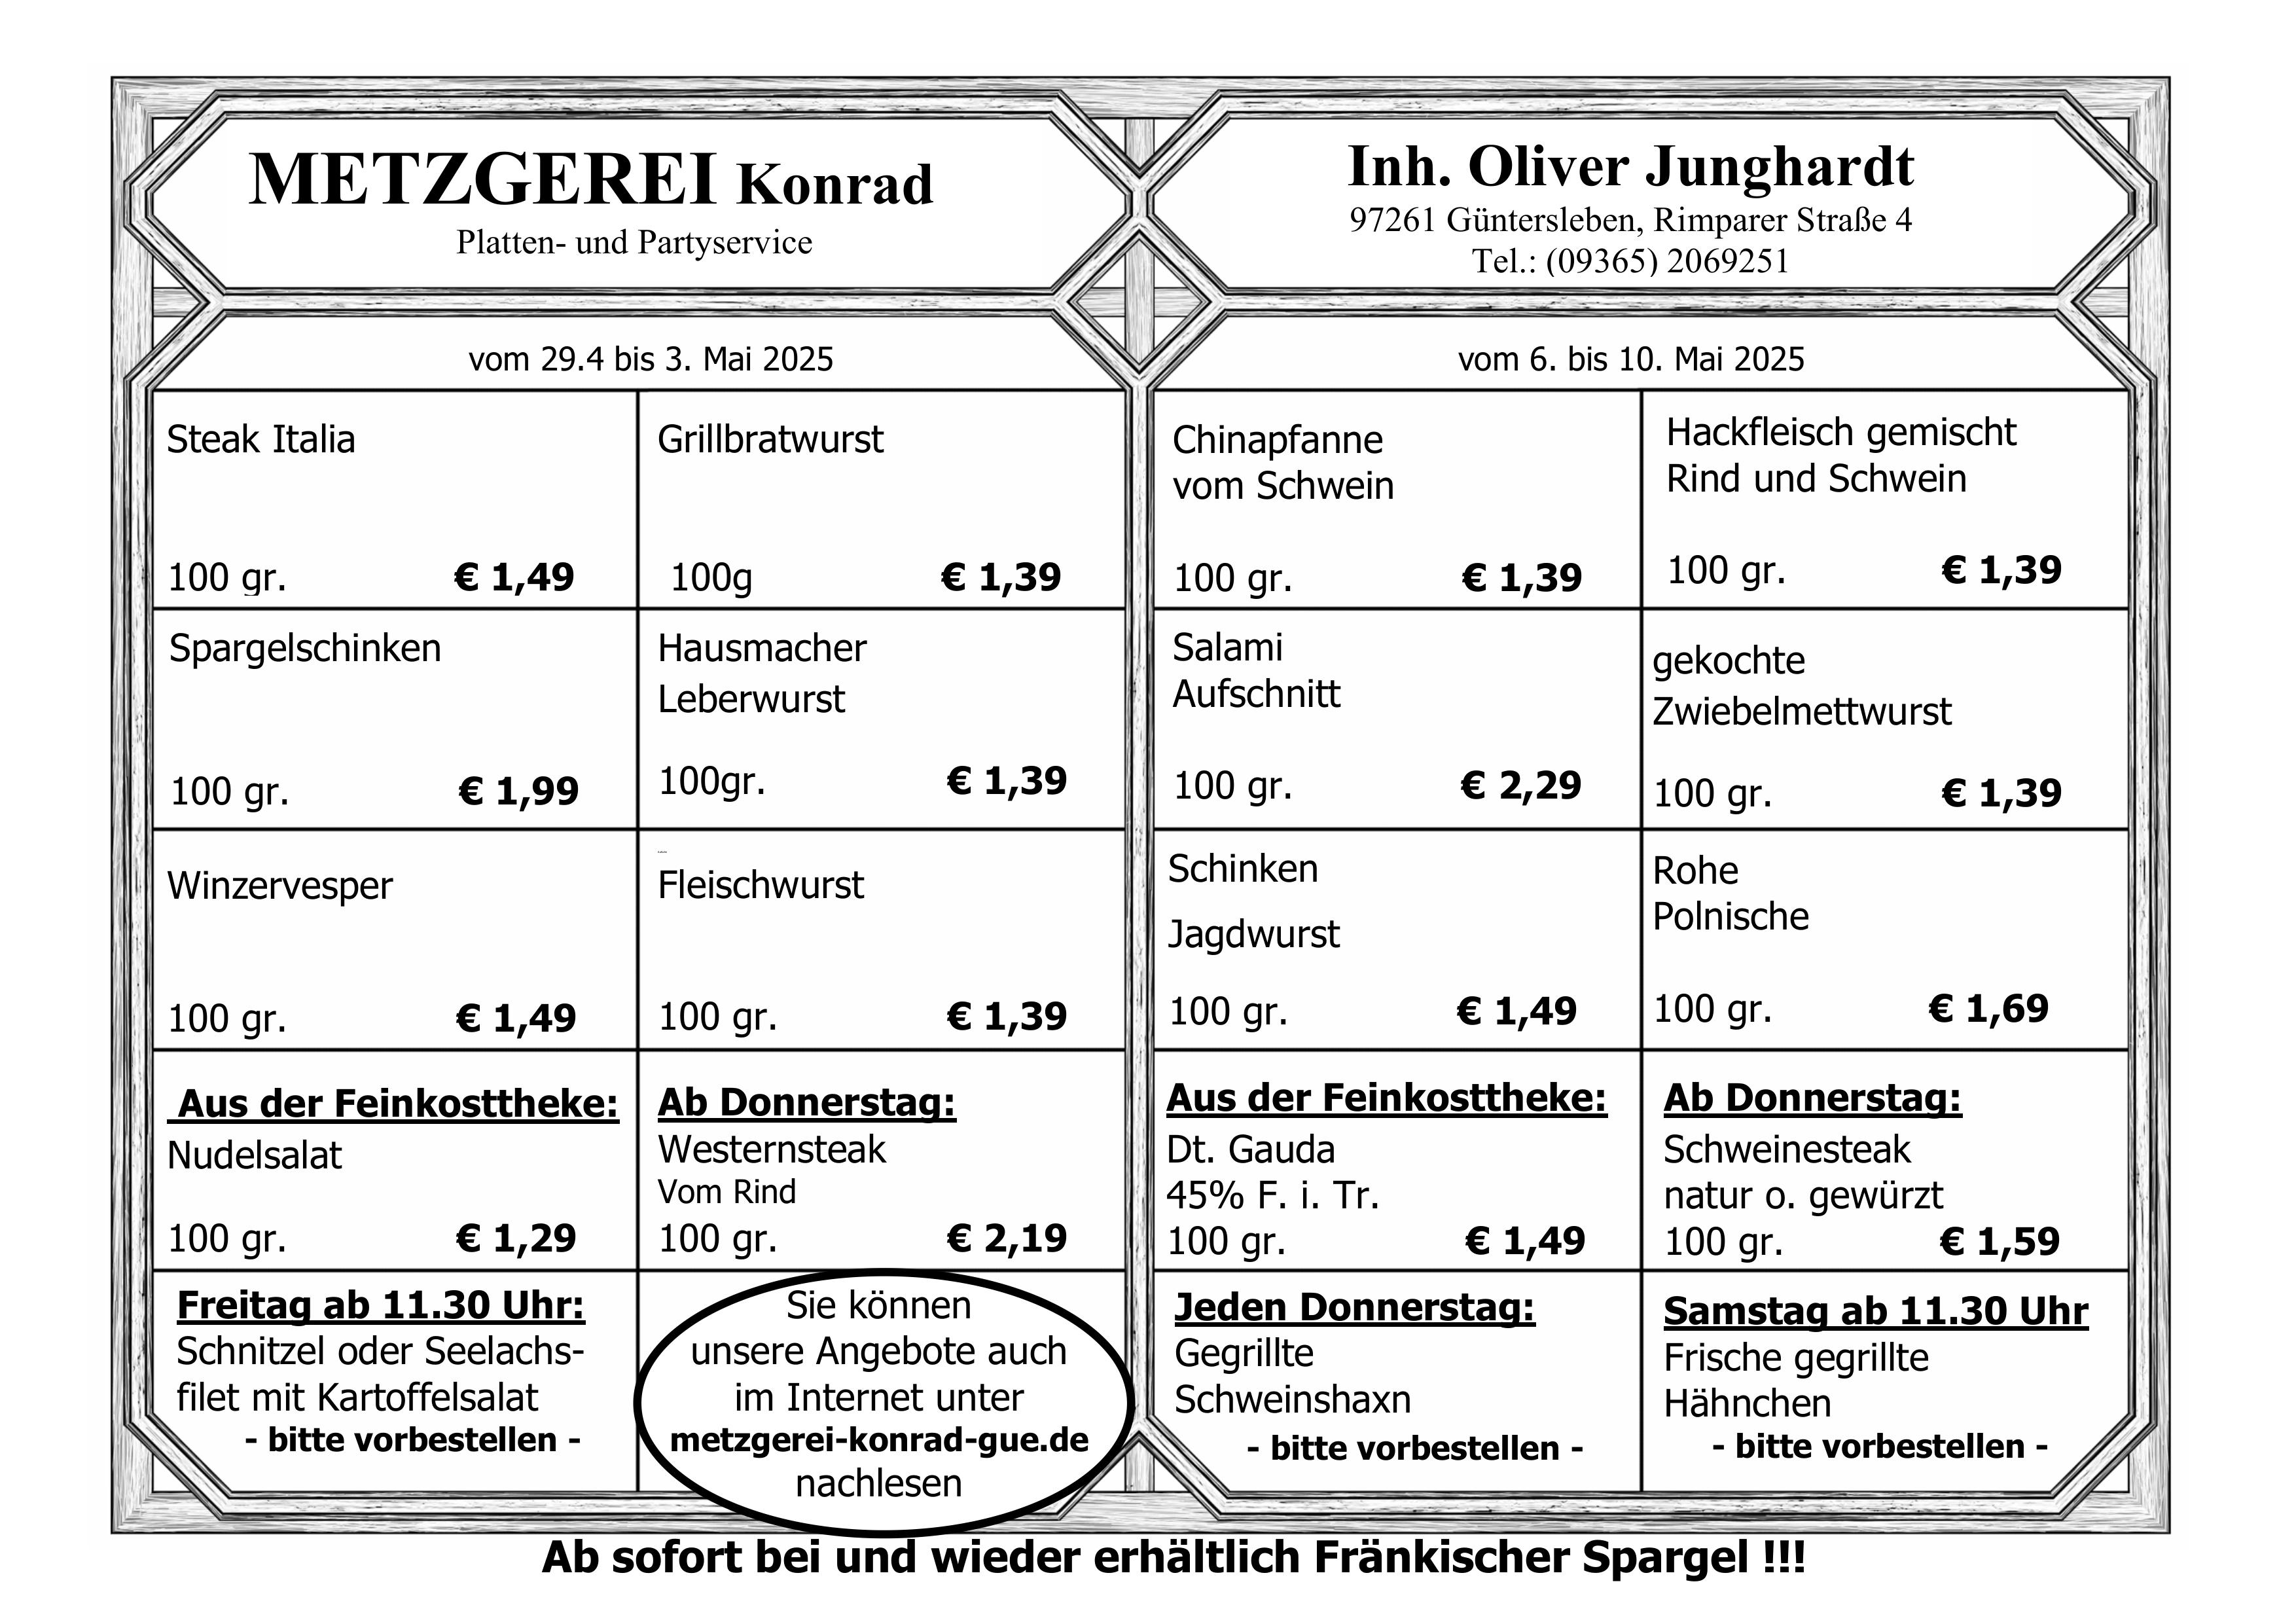 METZGEREI Konrad
Platten- und Partyservice
Inh. Oliver Junghardt
97261 Güntersleben, Rimparer Straße 4
Tel.: (09365) 2069251
vom 29.4 bis 3. Mai 2025
Steak Italia
100 gr. € 1,49
Grillbratwurst
100g € 1,39
Spargelschinken
100 gr. € 1,99
Hausmacher
Leberwurst
100gr. € 1,39
Winzervesper
100 gr. € 1,49
Fleischwurst
100 gr. € 1,39
Aus der Feinkosttheke:
Nudelsalat
100 gr. € 1,29
Ab Donnerstag:
Westernsteak
Vom Rind
100 gr. € 2,19
Freitag ab 11.30 Uhr:
Schnitzel oder Seelachs-
filet mit Kartoffelsalat
- bitte vorbestellen -
Sie können
unsere Angebote auch
im Internet unter
metzgerei-konrad-gue.de
nachlesen
vom 6. bis 10. Mai 2025
Chinapfanne
vom Schwein
100 gr. € 1,39
Hackfleisch gemischt
Rind und Schwein
100 gr. € 1,39
Salami
Aufschnitt
100 gr. € 2,29
gekochte
Zwiebelmettwurst
100 gr. € 1,39
Schinken
Jagdwurst
100 gr. € 1,49
Rohe
Polnische
100 gr. € 1,69
Aus der Feinkosttheke:
Dt. Gauda
45% F. i. Tr.
100 gr. € 1,49
Ab Donnerstag:
Schweinesteak
natur o. gewürzt
100 gr. € 1,59
Jeden Donnerstag:
Gegrillte
Schweinshaxn
- bitte vorbestellen -
Samstag ab 11.30 Uhr
Frische gegrillte
Hähnchen
- bitte vorbestellen -
Ab sofort bei und wieder erhältlich Fränkischer Spargel !!!